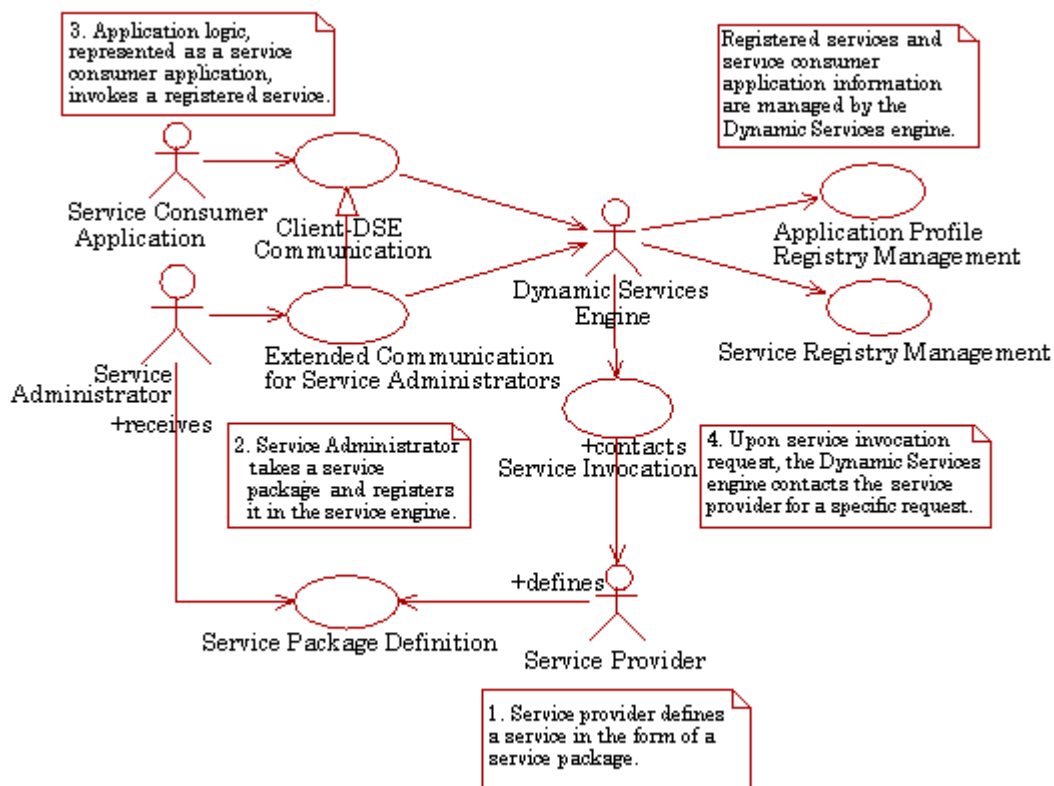 3. Application logic,
represented as a service
consumer application,
invokes a registered service.
Registered services and
service consumer
application information
are managed by the
Dynamic Services engine.
Service Consumer
Application
Client-DSE
Communication
Application Profile
Registry Management
Dynamic Services
Engine
Service Registry Management
Extended Communication
for Service Administrators
Service
Administrator
+receives
2. Service Administrator
takes a service
package and registers
it in the service engine.
+contacts
Service Invocation
4. Upon service invocation
request, the Dynamic Services
engine contacts the service
provider for a specific request.
+defines
Service Package Definition
Service Provider
1. Service provider defines
a service in the form of a
service package.